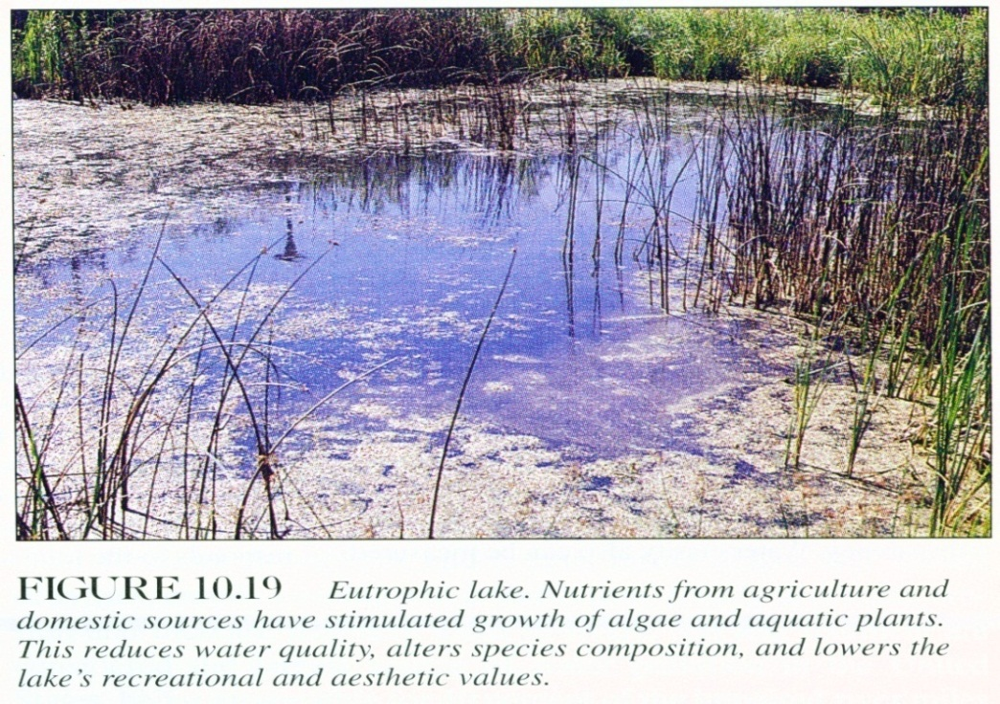 FIGURE 10.19 Eutrophic lake. Nutrients from agriculture and
domestic sources have stimulated growth of algae and aquatic plants.
This reduces water quality, alters species composition, and lowers the
lake's recreational and aesthetic values.